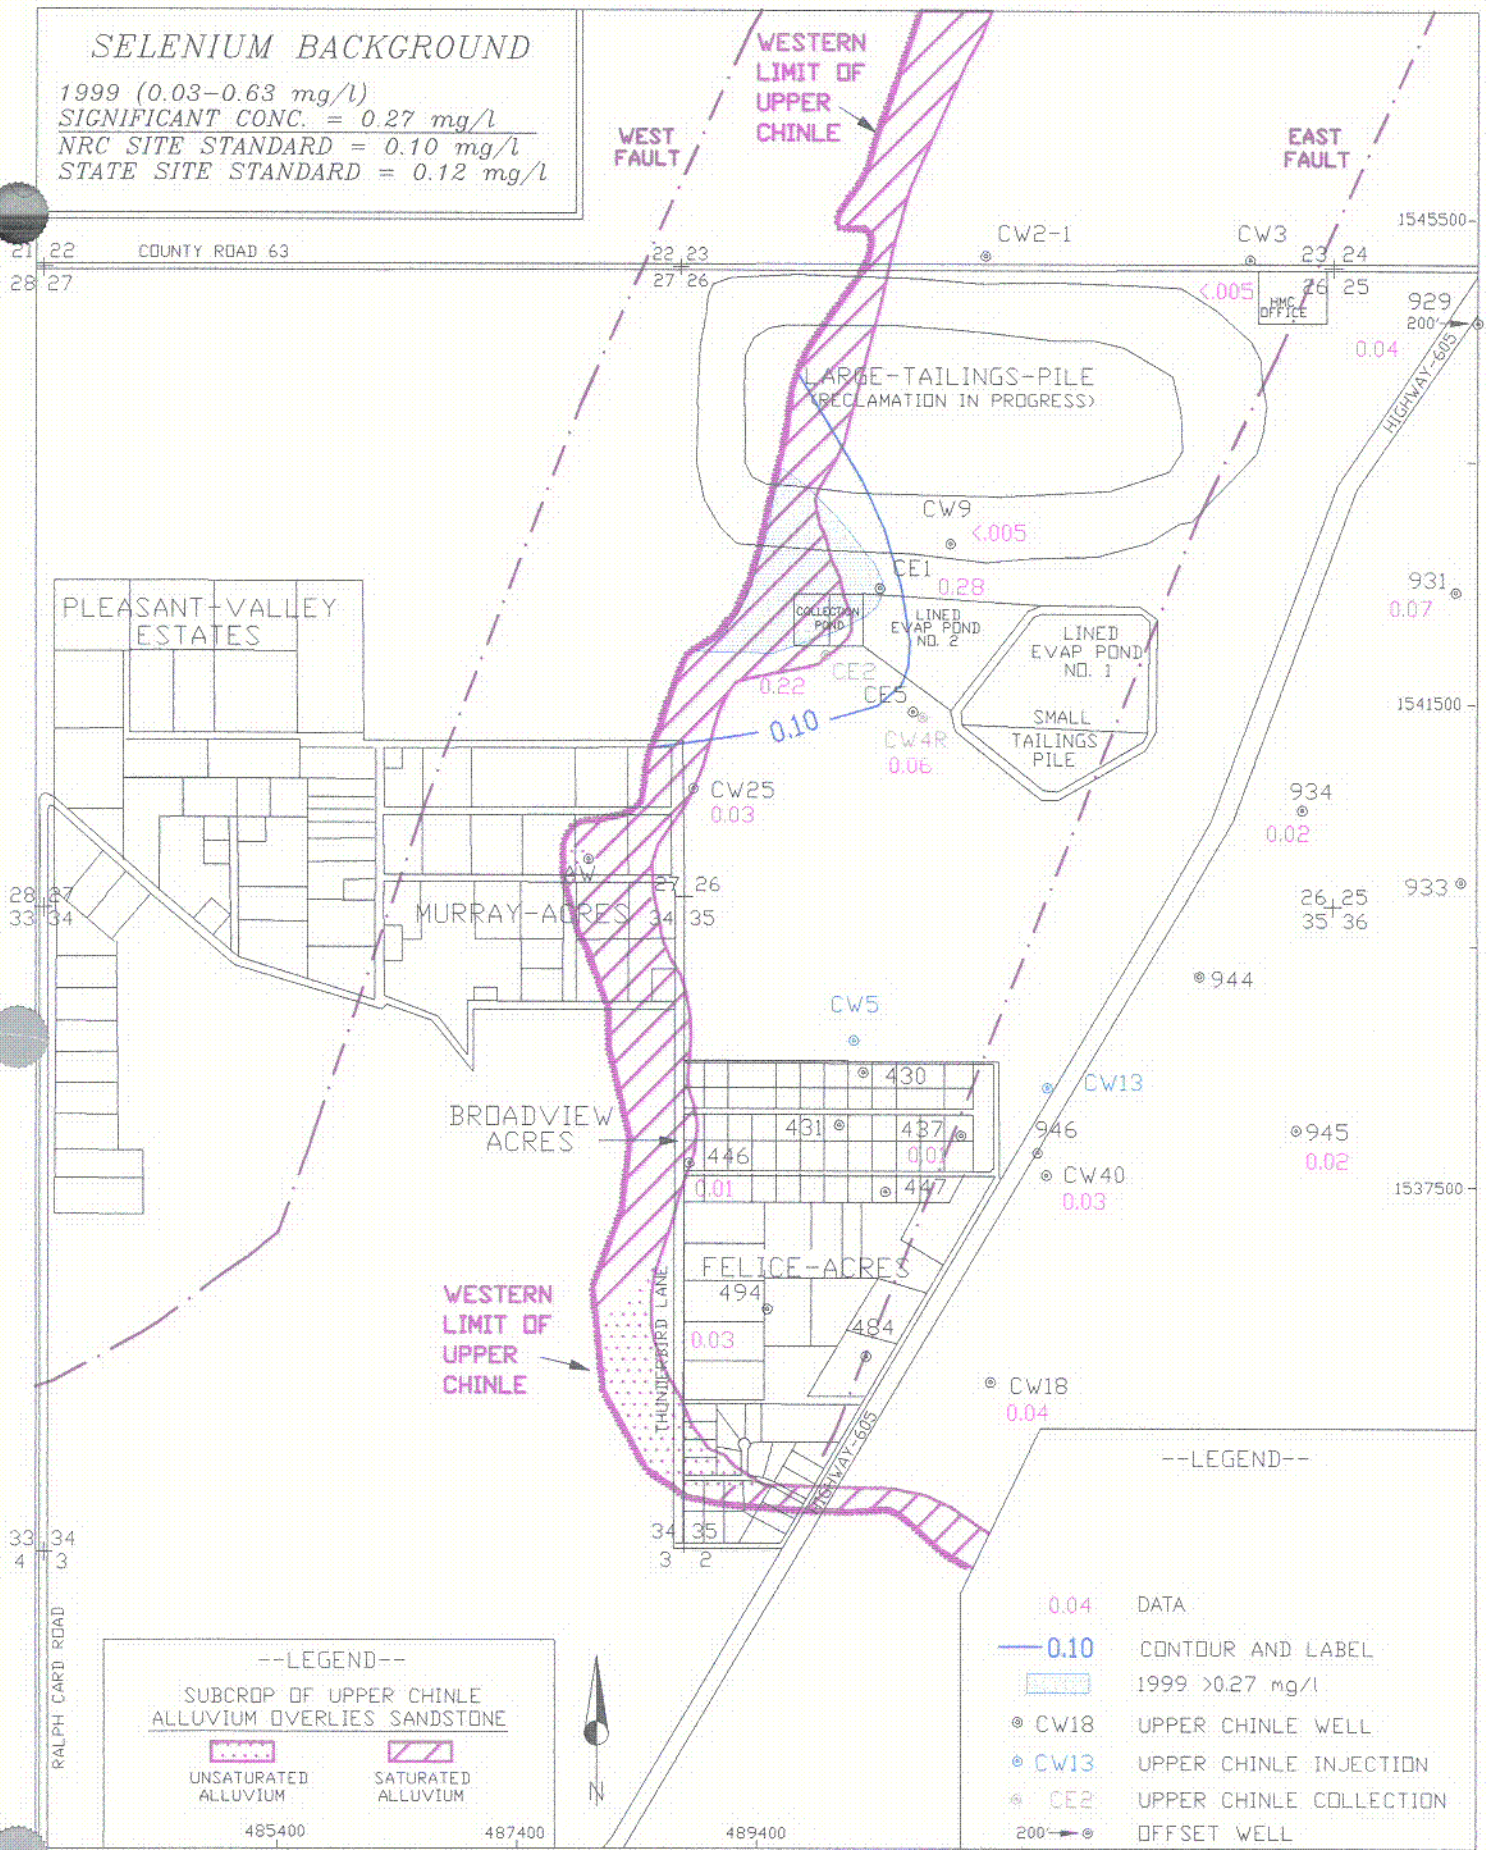 SELENIUM BACKGROUND
1999 (0.03-0.63 mg/l)
SIGNIFICANT CONC. = 0.27 mg/l
NRC SITE STANDARD = 0.10 mg/l
STATE SITE STANDARD = 0.12 mg/l
WESTERN
LIMIT OF
UPPER
CHINLE
WEST
FAULT
EAST
FAULT
1545500
CW2-1
CW3
21 22
28 27
COUNTY ROAD 63
22 23
27 26
23 24
26 25
<.005
HMC
OFFICE
929
200'
0.04
HIGHWAY-605
LARGE-TAILINGS-PILE
(RECLAMATION IN PROGRESS)
CW9
<.005
CE1
0.28
931
0.07
PLEASANT-VALLEY
ESTATES
COLLECTION
POND
LINED
EVAP POND
NO. 2
LINED
EVAP POND
NO. 1
CE2
0.22
CE5
0.10
CW4R
0.06
SMALL
TAILINGS
PILE
1541500
CW25
0.03
934
0.02
AW
28 27
33 34
27 26
34 35
MURRAY-ACRES
26 25
35 36
933
944
CW5
CW13
430
BROADVIEW
ACRES
431
437
0.01
946
945
0.02
446
0.01
447
CW40
0.03
1537500
FELICE-ACRES
494
0.03
484
THUNDERBIRD LANE
WESTERN
LIMIT OF
UPPER
CHINLE
CW18
0.04
HIGHWAY-605
33 34
4 3
34 35
3 2
RALPH CARD ROAD
--LEGEND--
SUBCROP OF UPPER CHINLE
ALLUVIUM OVERLIES SANDSTONE
UNSATURATED
ALLUVIUM
SATURATED
ALLUVIUM
N
485400
487400
489400
--LEGEND--
0.04 DATA
0.10 CONTOUR AND LABEL
1999 >0.27 mg/l
CW18 UPPER CHINLE WELL
CW13 UPPER CHINLE INJECTION
CE2 UPPER CHINLE COLLECTION
200' OFFSET WELL